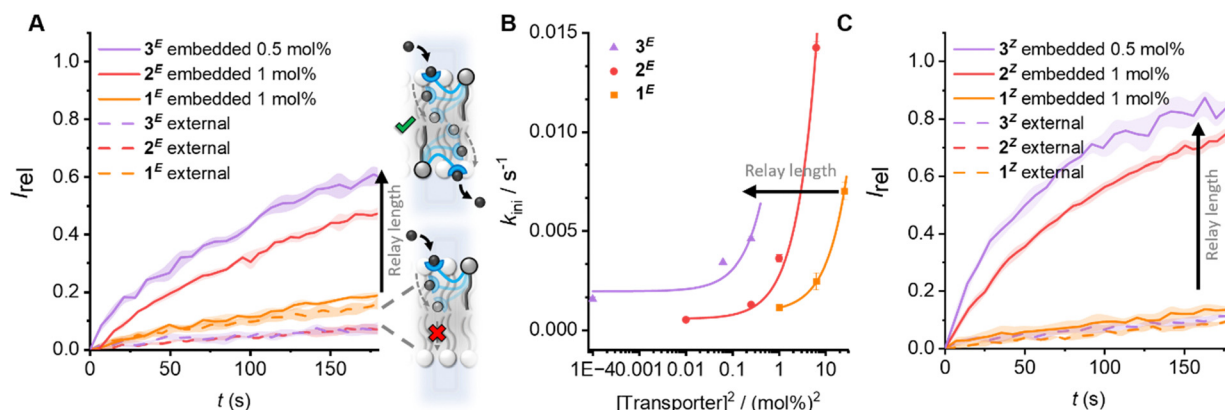 A
1.0
0.8
0.6
0.4
0.2
0.0
I_rel
3^E embedded 0.5 mol%
2^E embedded 1 mol%
1^E embedded 1 mol%
3^E external
2^E external
1^E external
Relay length
0 50 100 150
t (s)
B
0.015
0.010
0.005
0.000
k_ini / s^-1
3^E
2^E
1^E
Relay length
1E-4 0.001 0.01 0.1 1 10
[Transporter]^2 / (mol%)^2
C
1.0
0.8
0.6
0.4
0.2
0.0
I_rel
3^Z embedded 0.5 mol%
2^Z embedded 1 mol%
1^Z embedded 1 mol%
3^Z external
2^Z external
1^Z external
Relay length
0 50 100 150
t (s)